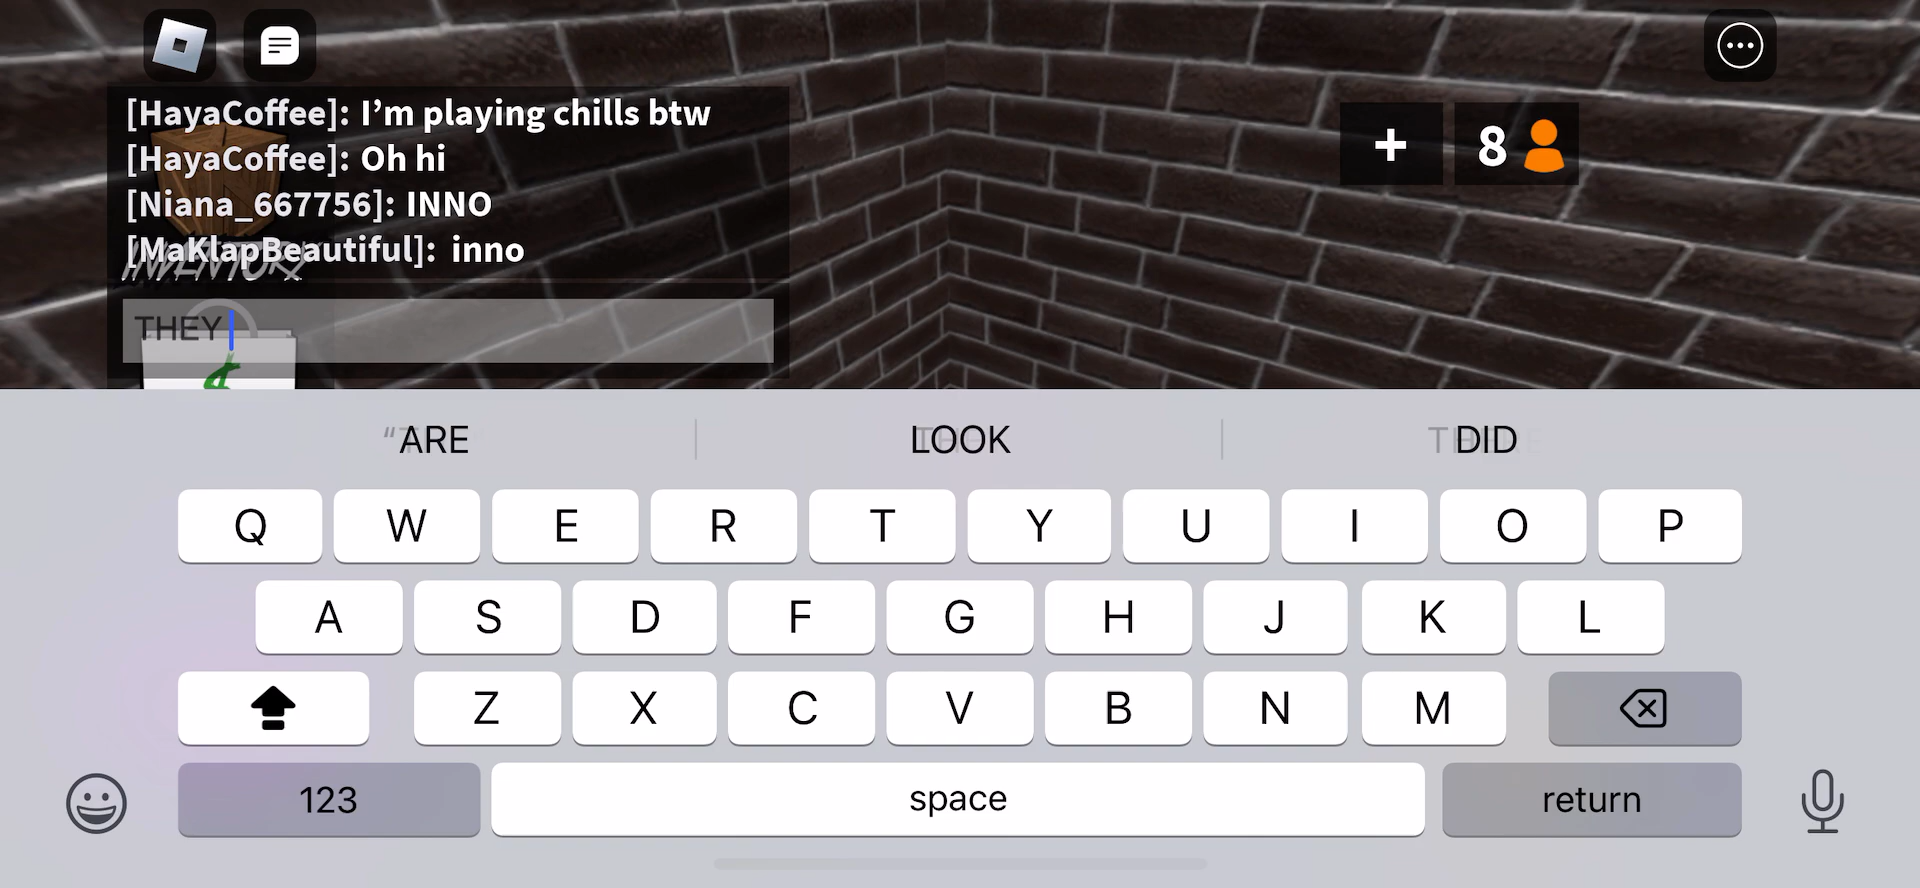 [HayaCoffee]: I’m playing chills btw
[HayaCoffee]: Oh hi
[Niana_667756]: INNO
[MaKlapBeautiful]: inno
INVENTORY
THEY
+
8
ARE LOOK DID
Q W E R T Y U I O P
A S D F G H J K L
Z X C V B N M
123 space return